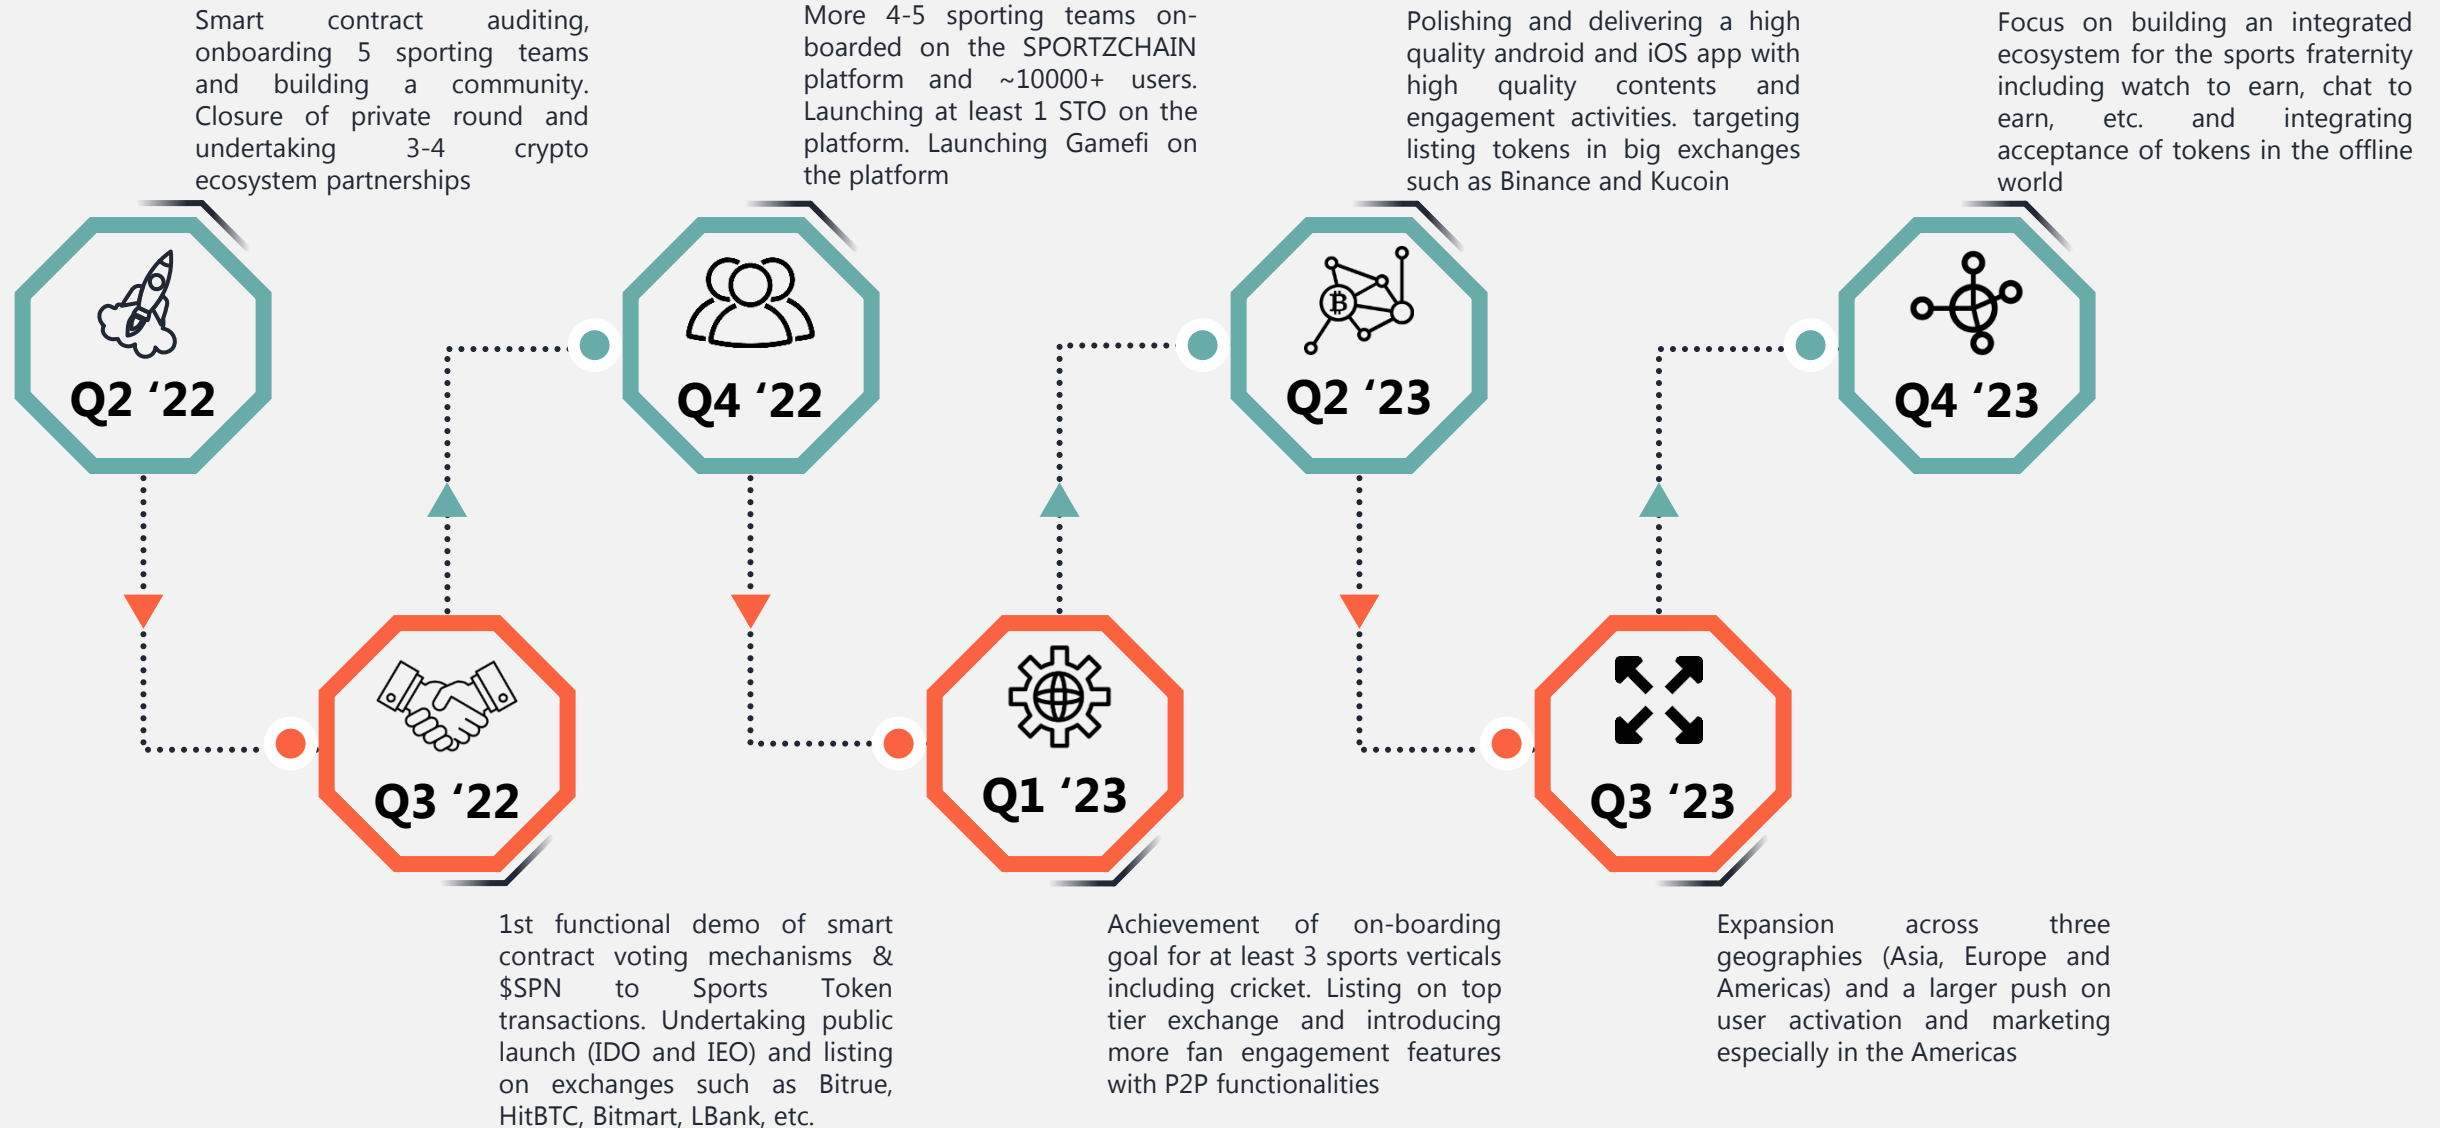 Smart contract auditing,
onboarding 5 sporting teams
and building a community.
Closure of private round and
undertaking 3-4 crypto
ecosystem partnerships
Q2 ‘22
1st functional demo of smart
contract voting mechanisms &
$SPN to Sports Token
transactions. Undertaking public
launch (IDO and IEO) and listing
on exchanges such as Bitrue,
HitBTC, Bitmart, LBank, etc.
Q3 ‘22
More 4-5 sporting teams on-
boarded on the SPORTZCHAIN
platform and ~10000+ users.
Launching at least 1 STO on the
platform. Launching Gamefi on
the platform
Q4 ‘22
Achievement of on-boarding
goal for at least 3 sports verticals
including cricket. Listing on top
tier exchange and introducing
more fan engagement features
with P2P functionalities
Q1 ‘23
Polishing and delivering a high
quality android and iOS app with
high quality contents and
engagement activities. targeting
listing tokens in big exchanges
such as Binance and Kucoin
Q2 ‘23
Expansion across three
geographies (Asia, Europe and
Americas) and a larger push on
user activation and marketing
especially in the Americas
Q3 ‘23
Focus on building an integrated
ecosystem for the sports fraternity
including watch to earn, chat to
earn, etc. and integrating
acceptance of tokens in the offline
world
Q4 ‘23